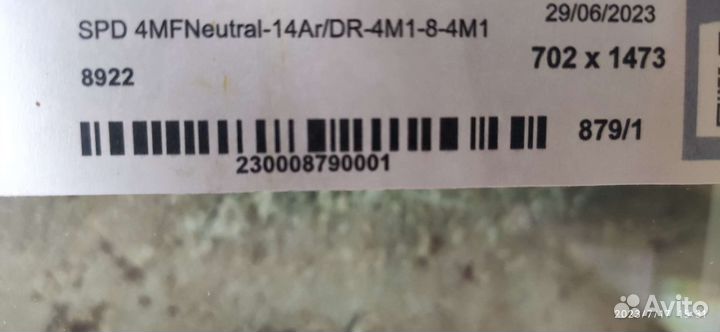 29/06/2023
SPD 4MFNeutral-14Ar/DR-4M1-8-4M1
702 x 1473
8922
879/1
230008790001
Avito